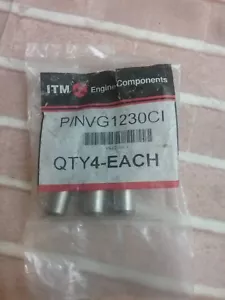 ITM Engine Components
P/NVG1230CI
QTY4-EACH